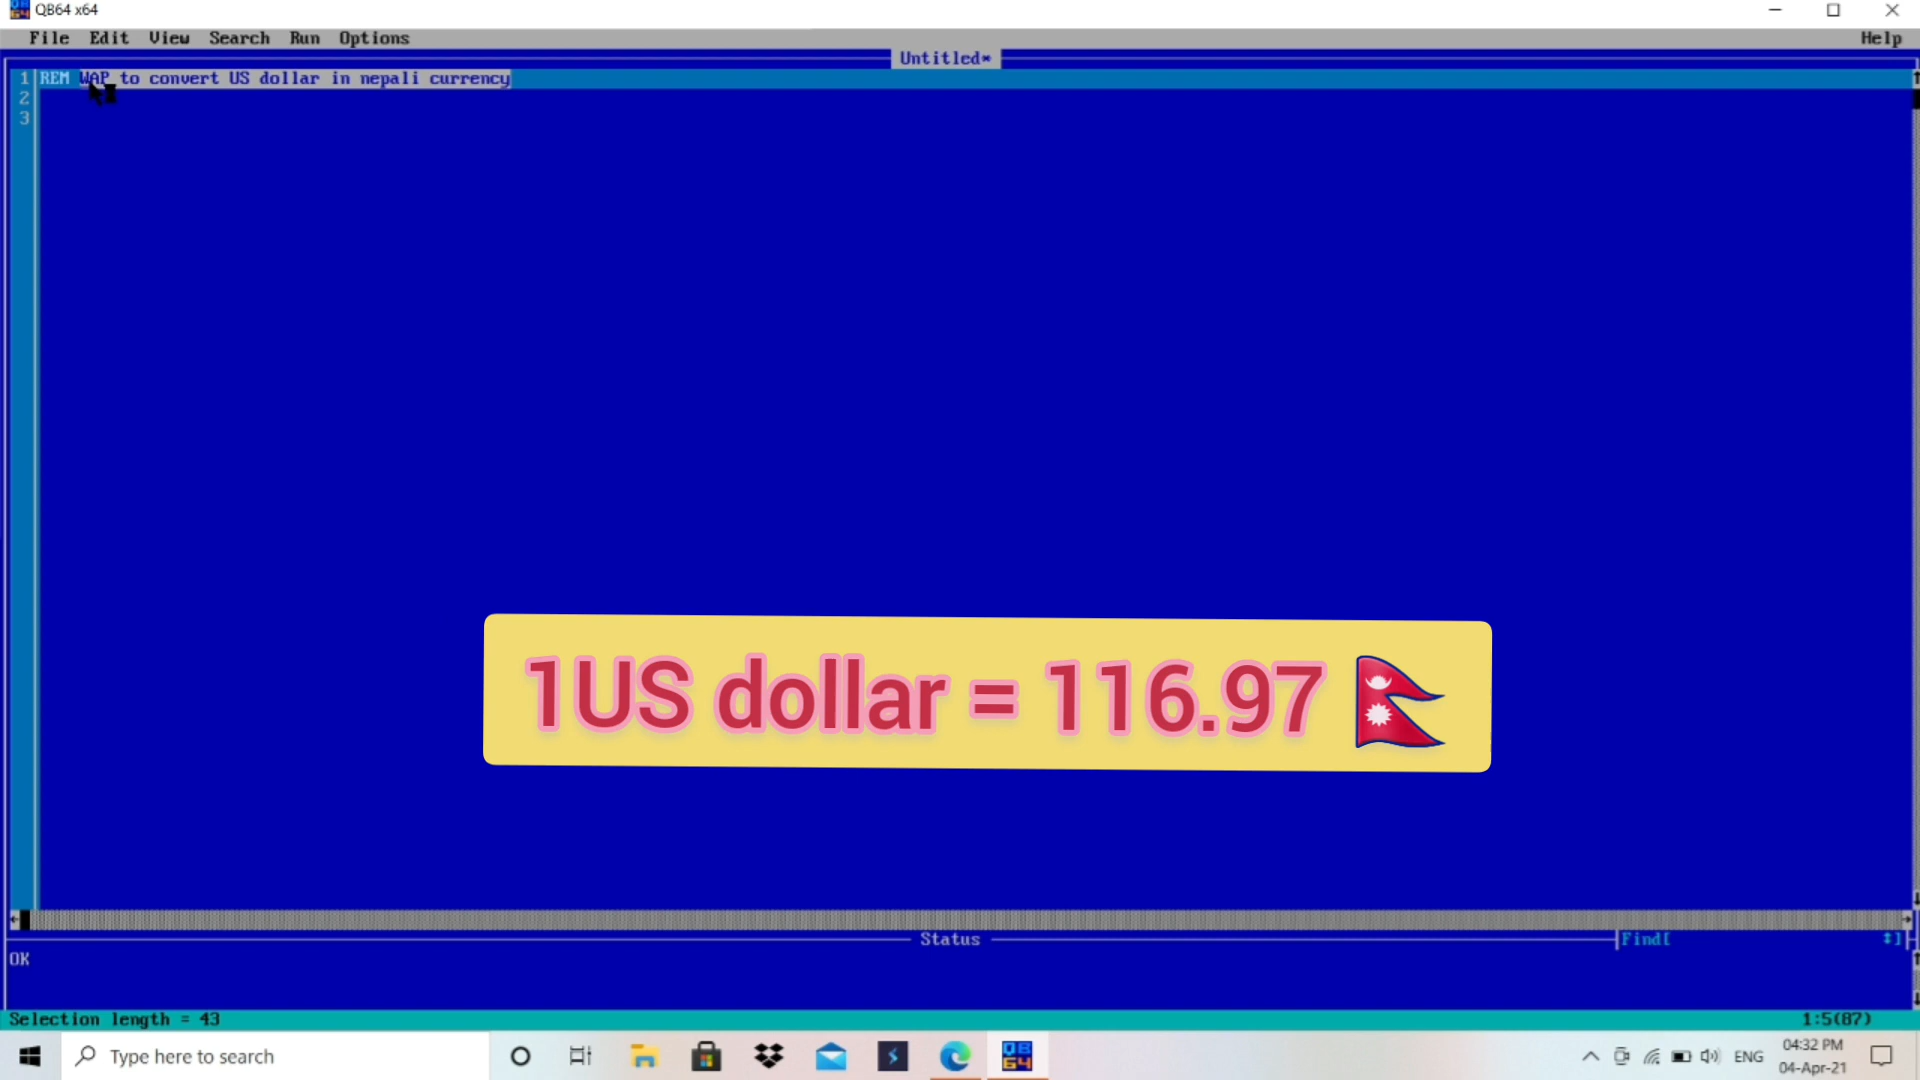 QB64 x64
File Edit View Search Run Options Help
Untitled*
1 REM WAP to convert US dollar in nepali currency
2
3
1US dollar = 116.97
Status
Find[ ]
OK
Selection length = 43 1:5(87)
Type here to search
ENG
04:32 PM
04-Apr-21